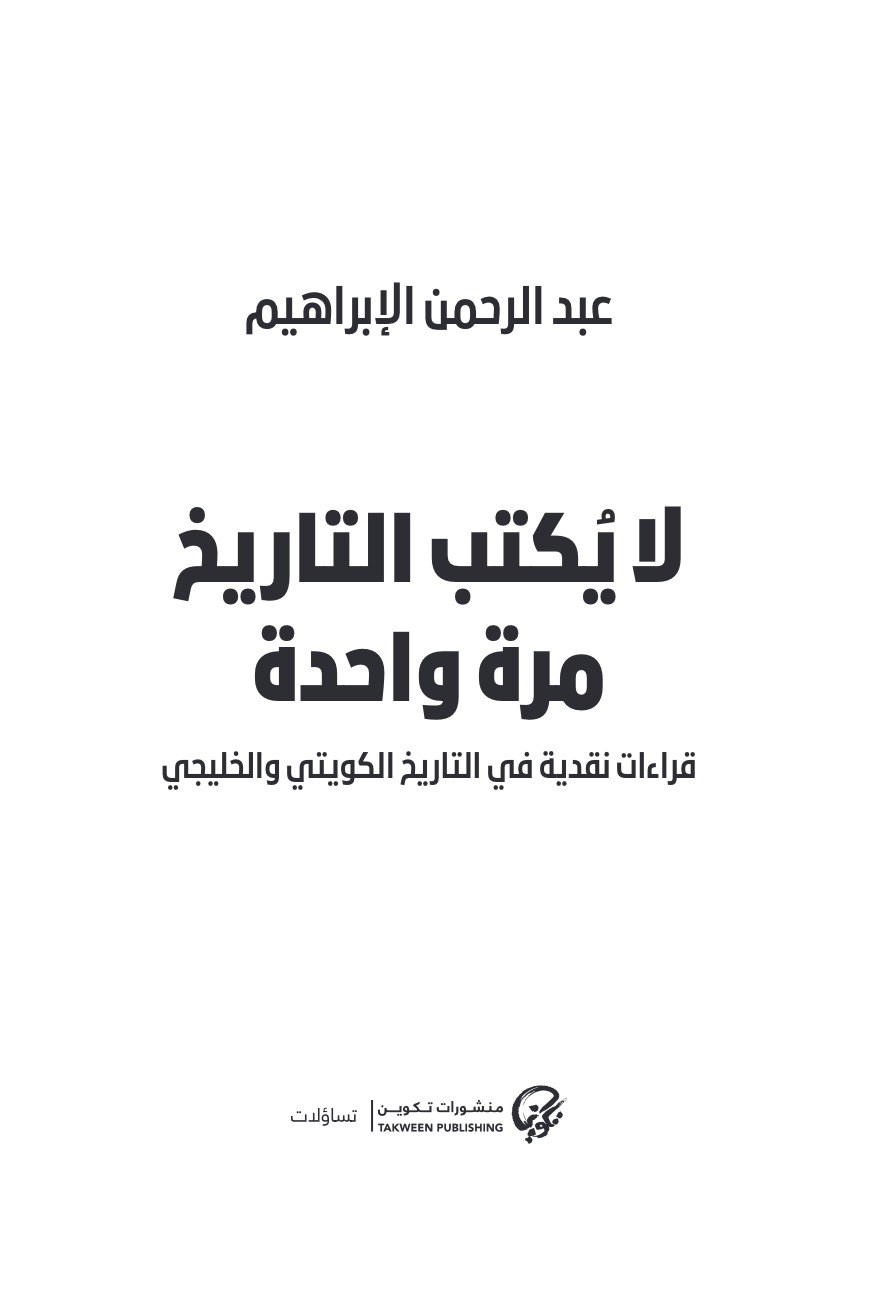 عبد الرحمن الإبراهيم
لا يُكتب التاريخ
مرة واحدة
قراءات نقدية في التاريخ الكويتي والخليجي
تكوين
منشورات تكويـن
TAKWEEN PUBLISHING
تساؤلات